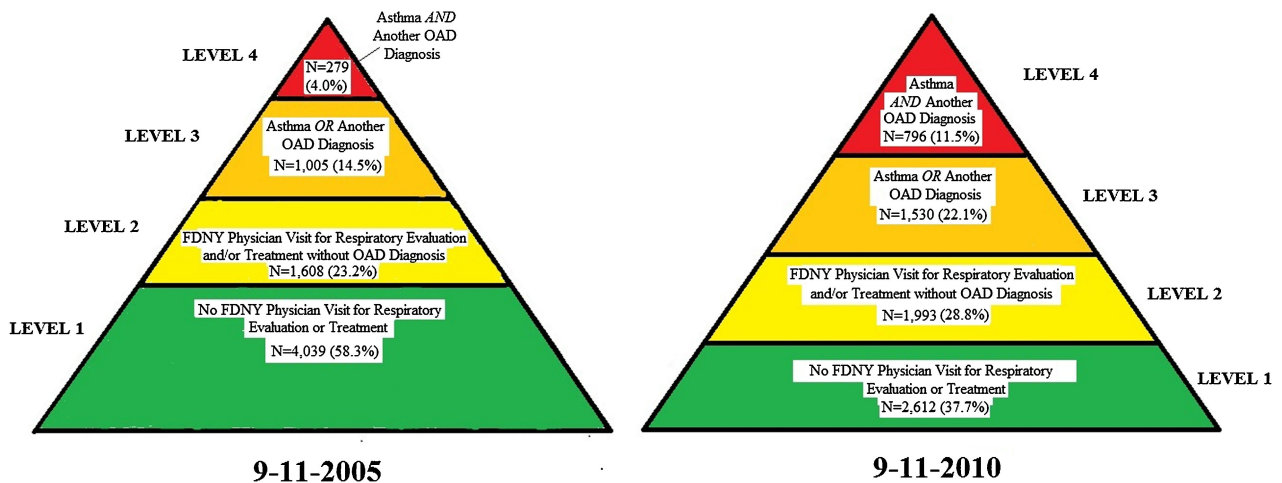 LEVEL 4
Asthma AND
Another OAD
Diagnosis
N=279
(4.0%)
LEVEL 3
Asthma OR Another
OAD Diagnosis
N=1,005 (14.5%)
LEVEL 2
FDNY Physician Visit for Respiratory Evaluation
and/or Treatment without OAD Diagnosis
N=1,608 (23.2%)
LEVEL 1
No FDNY Physician Visit for Respiratory
Evaluation or Treatment
N=4,039 (58.3%)
9-11-2005
LEVEL 4
Asthma
AND Another
OAD Diagnosis
N=796 (11.5%)
LEVEL 3
Asthma OR Another
OAD Diagnosis
N=1,530 (22.1%)
LEVEL 2
FDNY Physician Visit for Respiratory Evaluation
and/or Treatment without OAD Diagnosis
N=1,993 (28.8%)
LEVEL 1
No FDNY Physician Visit for Respiratory
Evaluation or Treatment
N=2,612 (37.7%)
9-11-2010